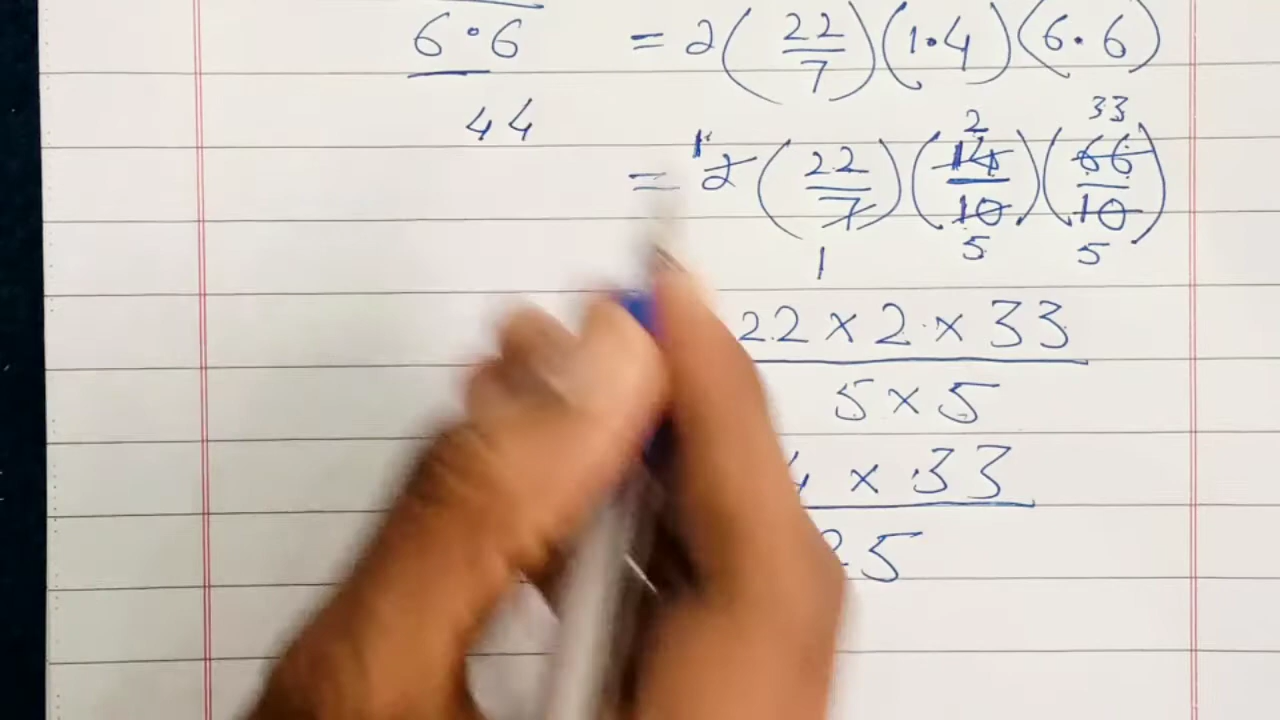 6.6 = 2(22/7)(1.4)(6.6)
44
33
1 2
= 2(22/7)(14/10)(66/10)
1 5 5
22 × 2 × 33
5 × 5
4 × 33
25